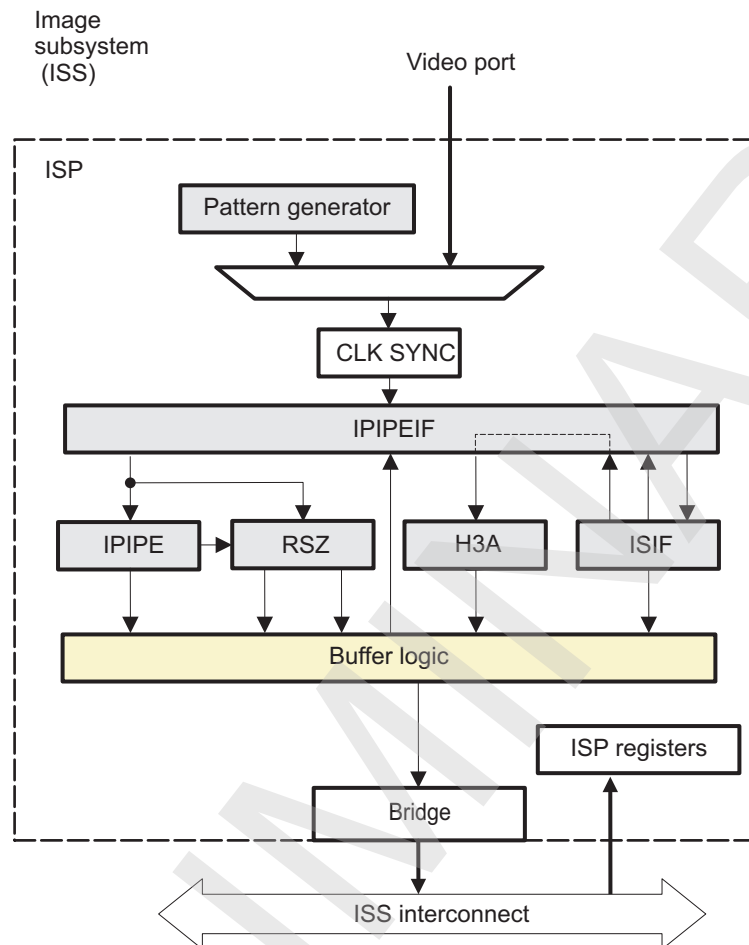 Image
subsystem
(ISS)
Video port
ISP
Pattern generator
CLK SYNC
IPIPEIF
IPIPE
RSZ
H3A
ISIF
Buffer logic
ISP registers
Bridge
ISS interconnect